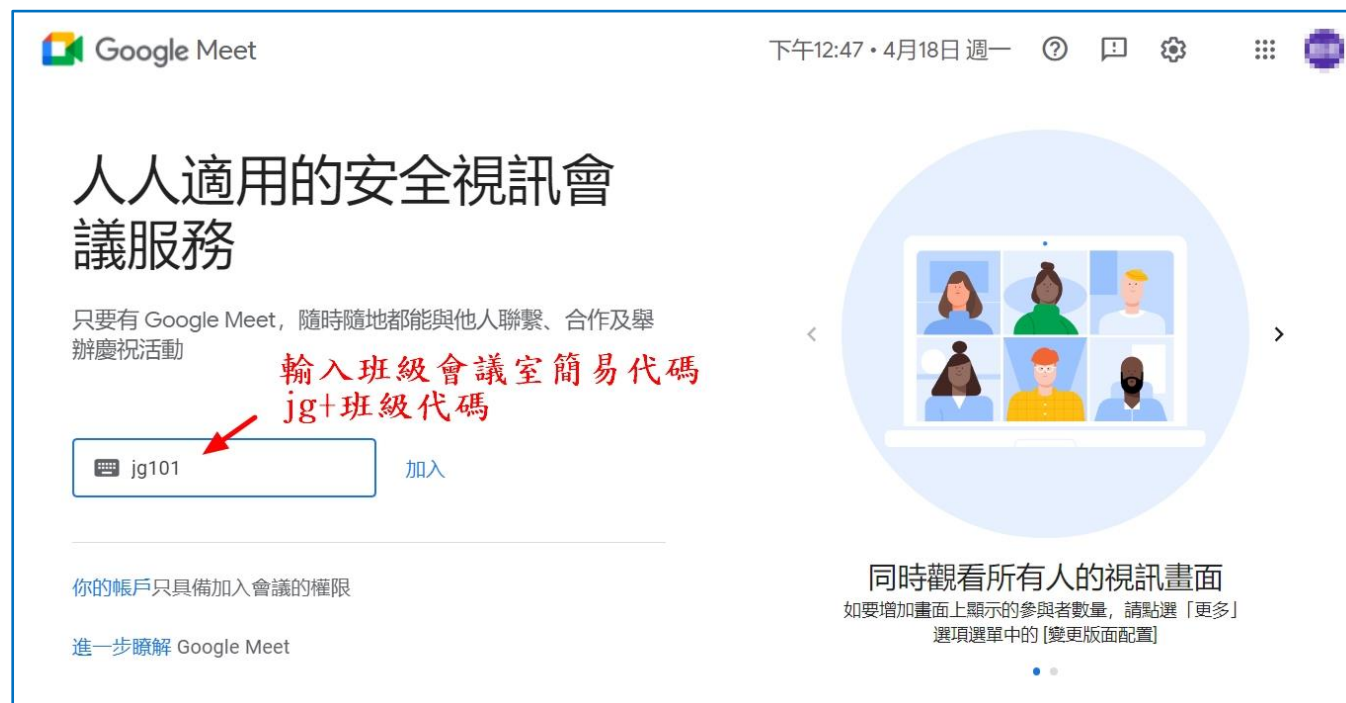 Google Meet
下午12:47 • 4月18日 週一
人人適用的安全視訊會
議服務
只要有 Google Meet，隨時隨地都能與他人聯繫、合作及舉
辦慶祝活動
輸入班級會議室簡易代碼
jg+班級代碼
jg101
加入
你的帳戶只具備加入會議的權限
進一步瞭解 Google Meet
同時觀看所有人的視訊畫面
如要增加畫面上顯示的參與者數量，請點選「更多」
選項選單中的 [變更版面配置]